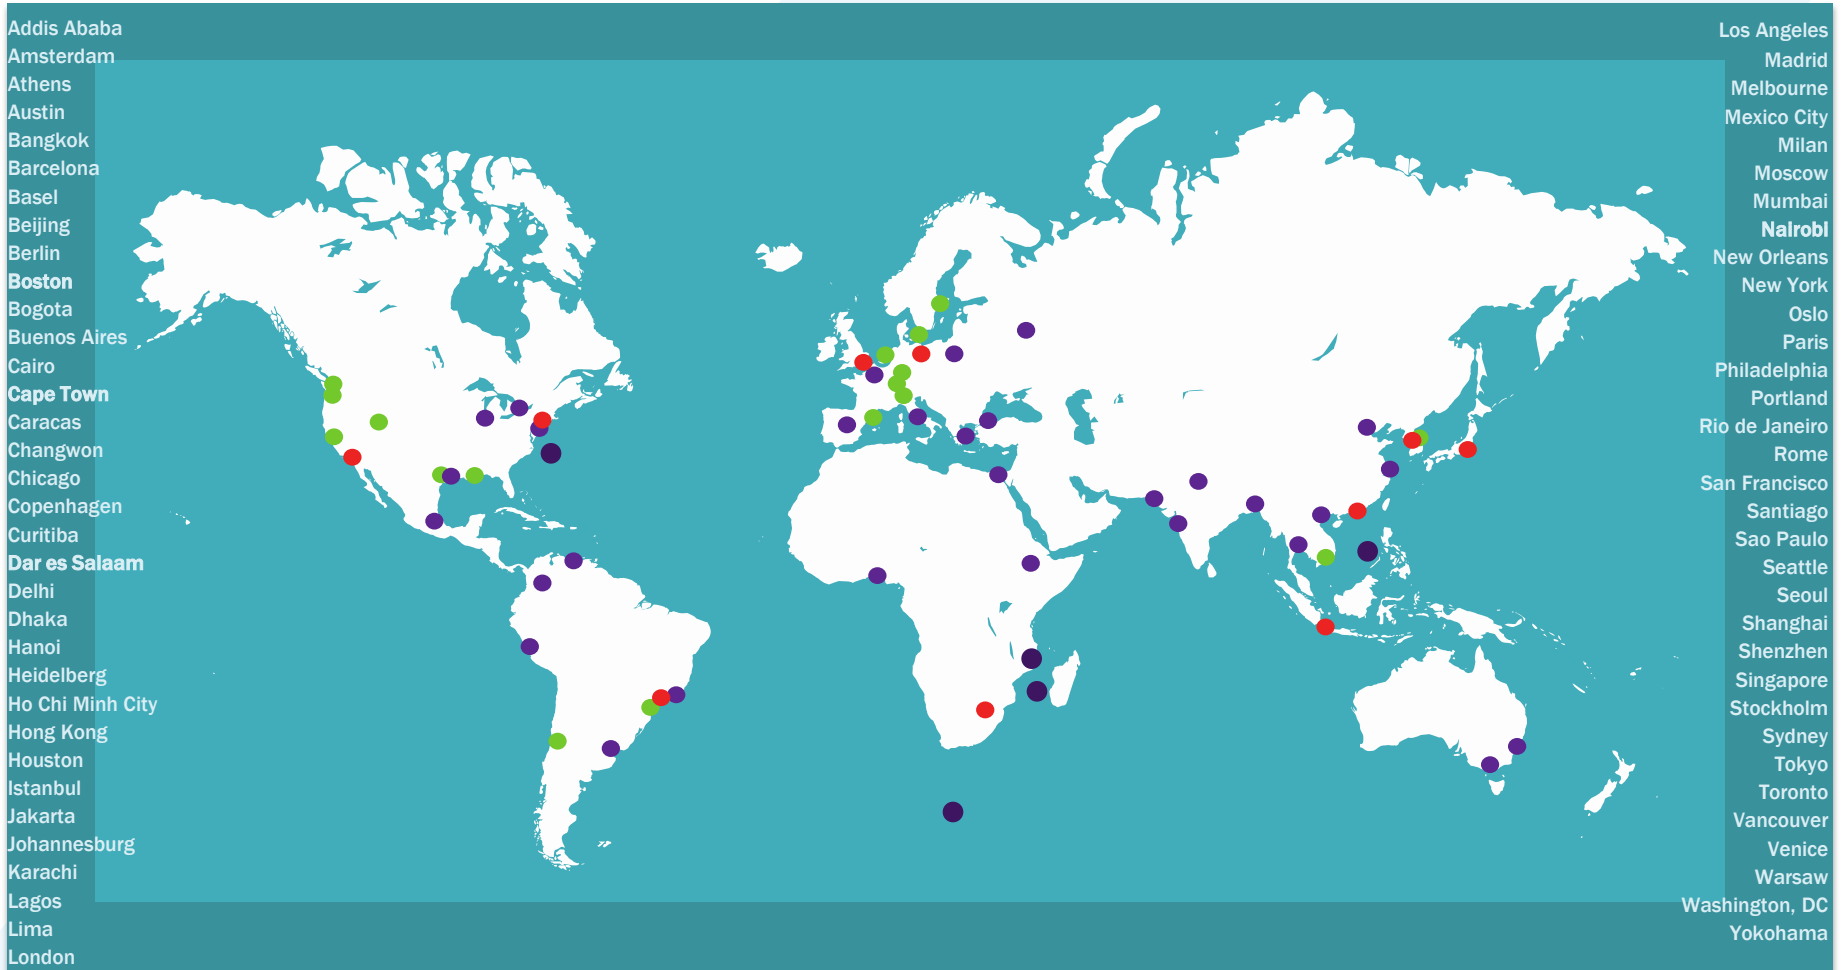 Addis Ababa
Amsterdam
Athens
Austin
Bangkok
Barcelona
Basel
Beijing
Berlin
Boston
Bogota
Buenos Aires
Cairo
Cape Town
Caracas
Changwon
Chicago
Copenhagen
Curitiba
Dar es Salaam
Delhi
Dhaka
Hanoi
Heidelberg
Ho Chi Minh City
Hong Kong
Houston
Istanbul
Jakarta
Johannesburg
Karachi
Lagos
Lima
London
Los Angeles
Madrid
Melbourne
Mexico City
Milan
Moscow
Mumbai
Nairobi
New Orleans
New York
Oslo
Paris
Philadelphia
Portland
Rio de Janeiro
Rome
San Francisco
Santiago
Sao Paulo
Seattle
Seoul
Shanghai
Shenzhen
Singapore
Stockholm
Sydney
Tokyo
Toronto
Vancouver
Venice
Warsaw
Washington, DC
Yokohama